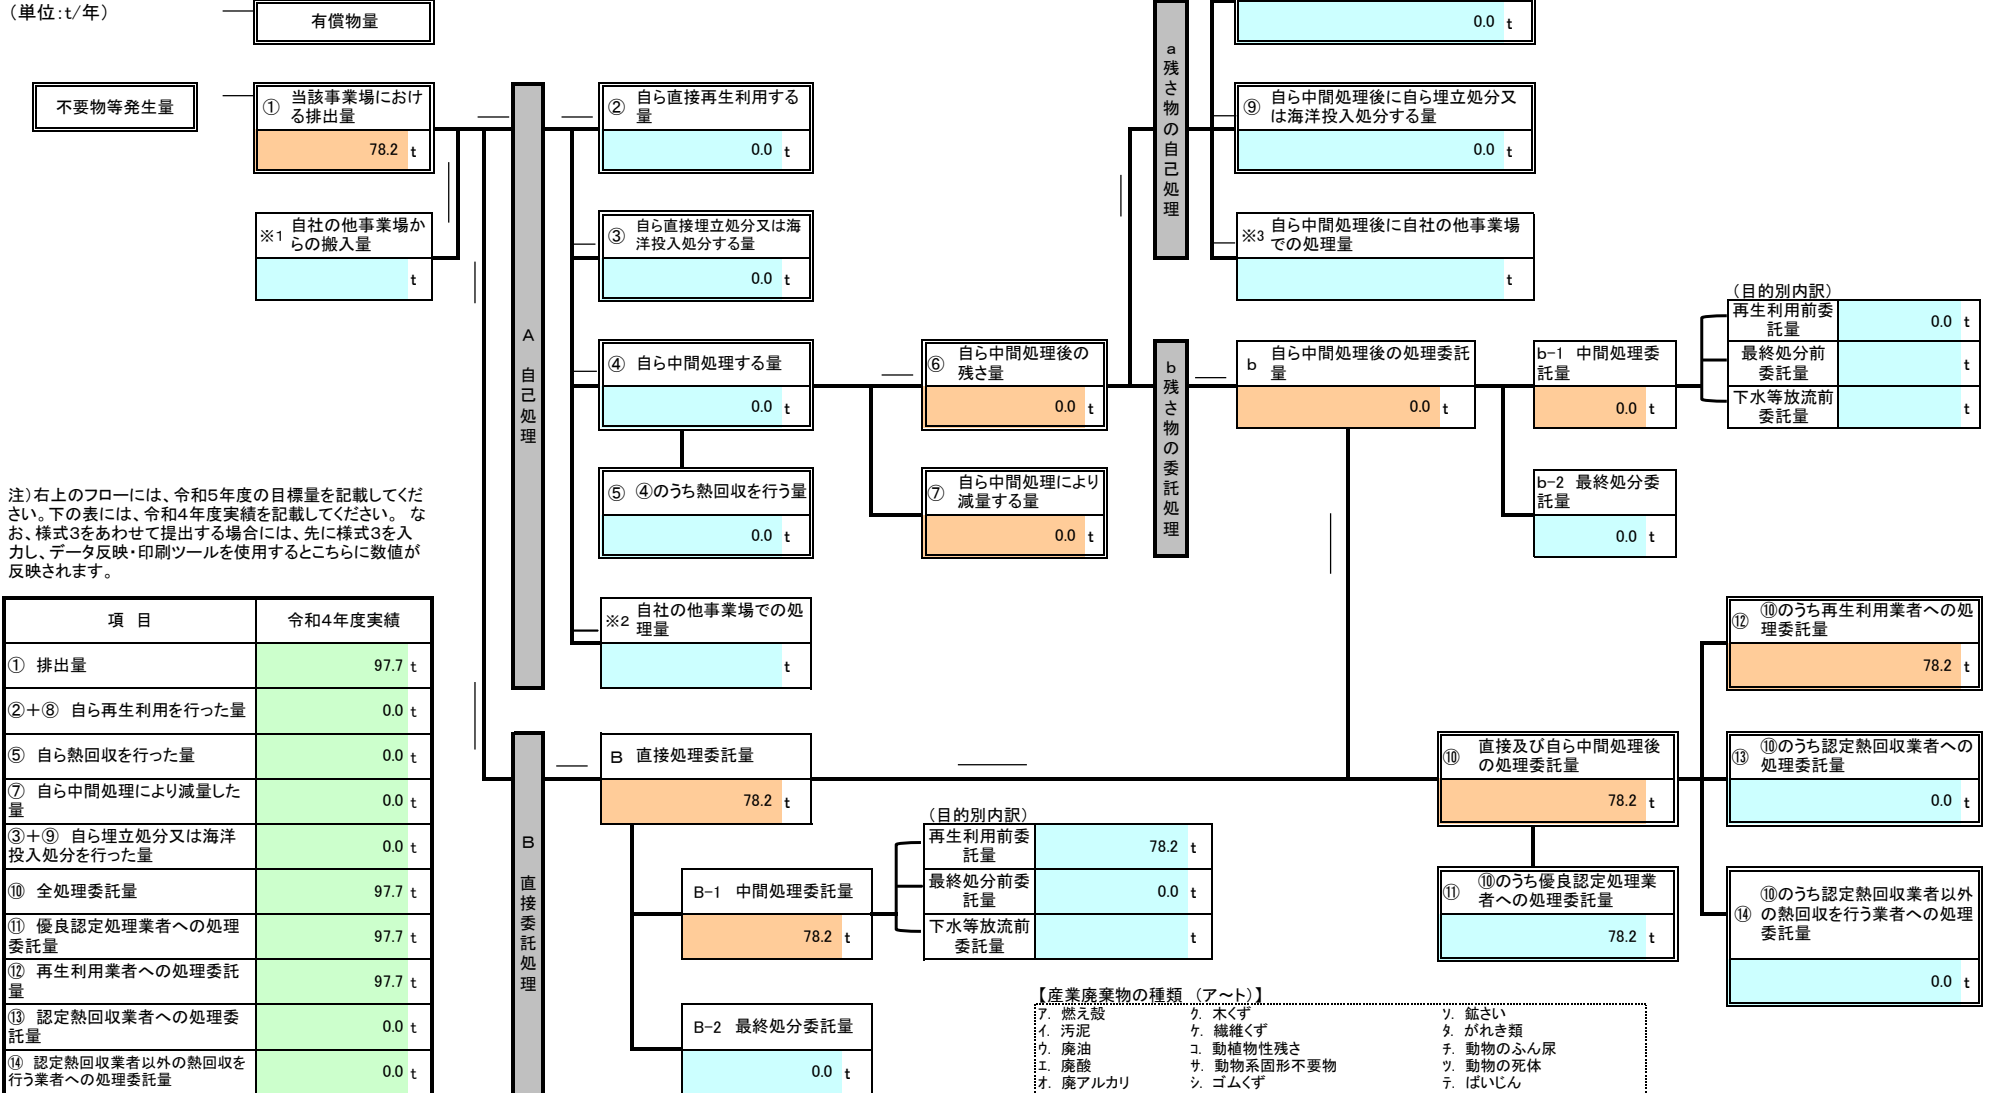 （単位：t/年）
有償物量
不要物等発生量
① 当該事業場におけ
る排出量
78.2 t
※1 自社の他事業場か
らの搬入量
t
A 自己処理
② 自ら直接再生利用する
量
0.0 t
③ 自ら直接埋立処分又は海
洋投入処分する量
0.0 t
④ 自ら中間処理する量
0.0 t
⑤ ④のうち熱回収を行う量
0.0 t
※2 自社の他事業場での処
理量
t
⑥ 自ら中間処理後の
残さ量
0.0 t
⑦ 自ら中間処理により
減量する量
0.0 t
a残さ物の自己処理
0.0 t
⑨ 自ら中間処理後に自ら埋立処分又
は海洋投入処分する量
0.0 t
※3 自ら中間処理後に自社の他事業場
での処理量
t
b残さ物の委託処理
b 自ら中間処理後の処理委託
量
0.0 t
b-1 中間処理委
託量
0.0 t
b-2 最終処分委
託量
0.0 t
（目的別内訳）
再生利用前委
託量
0.0 t
最終処分前
委託量
t
下水等放流前
委託量
t
注）右上のフローには、令和5年度の目標量を記載してくだ
さい。下の表には、令和4年度実績を記載してください。 な
お、様式3をあわせて提出する場合には、先に様式3を入
力し、データ反映・印刷ツールを使用するとこちらに数値が
反映されます。
項 目 令和4年度実績
① 排出量 97.7 t
②＋⑧ 自ら再生利用を行った量 0.0 t
⑤ 自ら熱回収を行った量 0.0 t
⑦ 自ら中間処理により減量した
量 0.0 t
③＋⑨ 自ら埋立処分又は海洋
投入処分を行った量 0.0 t
⑩ 全処理委託量 97.7 t
⑪ 優良認定処理業者への処理
委託量 97.7 t
⑫ 再生利用業者への処理委託
量 97.7 t
⑬ 認定熱回収業者への処理委
託量 0.0 t
⑭ 認定熱回収業者以外の熱回収を
行う業者への処理委託量 0.0 t
B 直接委託処理
B 直接処理委託量
78.2 t
B-1 中間処理委託量
78.2 t
B-2 最終処分委託量
0.0 t
（目的別内訳）
再生利用前委
託量
78.2 t
最終処分前委
託量
0.0 t
下水等放流前
委託量
t
⑩ 直接及び自ら中間処理後
の処理委託量
78.2 t
⑪ ⑩のうち優良認定処理業
者への処理委託量
78.2 t
⑫ ⑩のうち再生利用業者への処
理委託量
78.2 t
⑬ ⑩のうち認定熱回収業者への
処理委託量
0.0 t
⑭ ⑩のうち認定熱回収業者以外
の熱回収を行う業者への処理
委託量
0.0 t
【産業廃棄物の種類 （ア～ト）】
ア. 燃え殻 ク. 木くず ソ. 鉱さい
イ. 汚泥 ケ. 繊維くず タ. がれき類
ウ. 廃油 コ. 動植物性残さ チ. 動物のふん尿
エ. 廃酸 サ. 動物系固形不要物 ツ. 動物の死体
オ. 廃アルカリ シ. ゴムくず テ. ばいじん